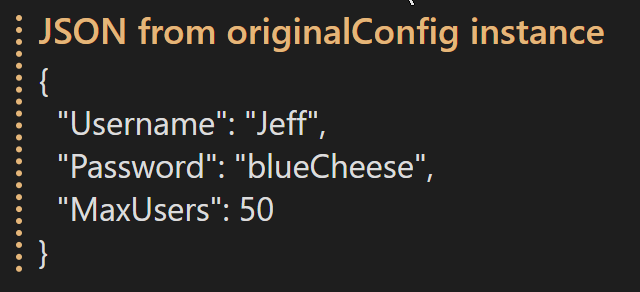 JSON from originalConfig instance
{
"Username": "Jeff",
"Password": "blueCheese",
"MaxUsers": 50
}